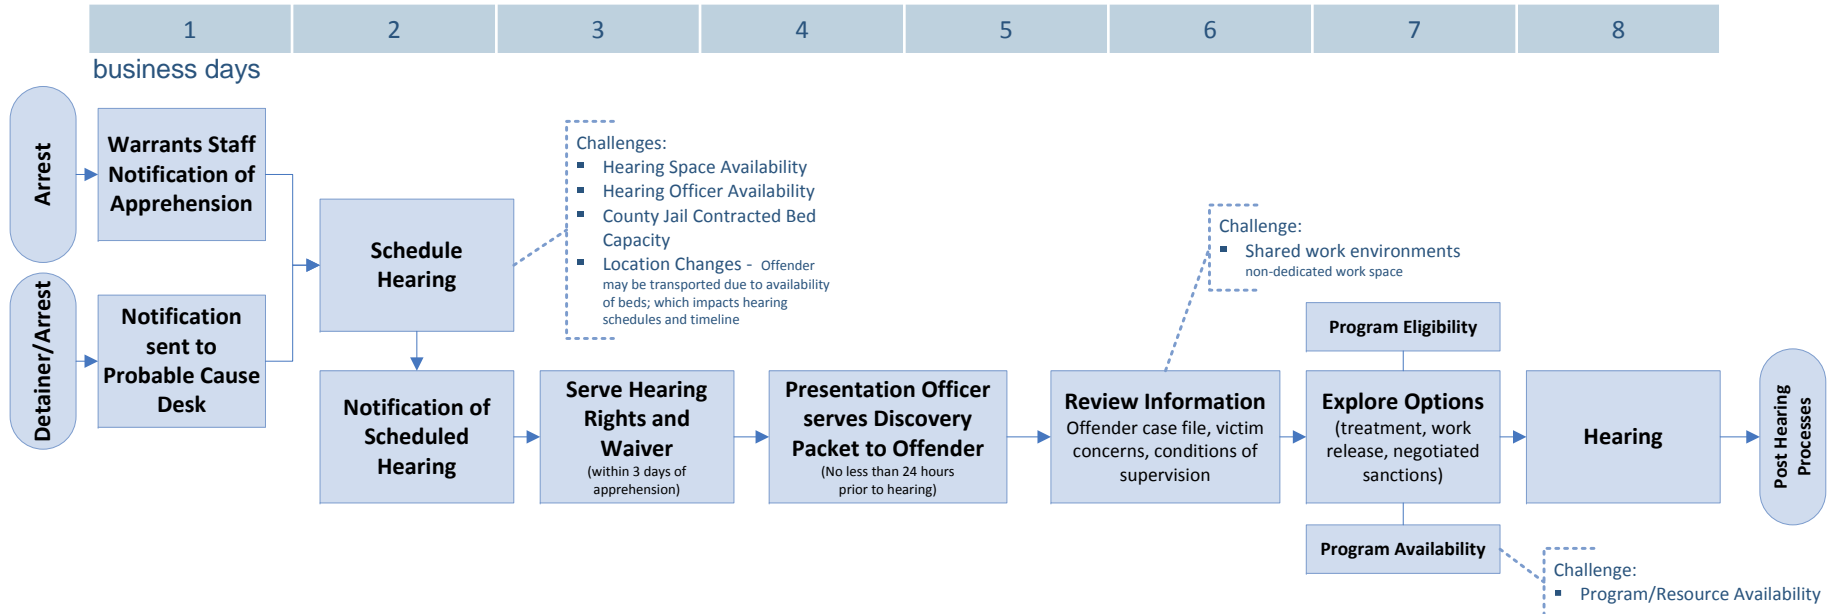 1 2 3 4 5 6 7 8
business days
Arrest
Warrants Staff
Notification of
Apprehension
Detainer/Arrest
Notification
sent to
Probable Cause
Desk
Schedule
Hearing
Challenges:
▪ Hearing Space Availability
▪ Hearing Officer Availability
▪ County Jail Contracted Bed
Capacity
▪ Location Changes - Offender
may be transported due to availability
of beds; which impacts hearing
schedules and timeline
Notification of
Scheduled
Hearing
Serve Hearing
Rights and
Waiver
(within 3 days of
apprehension)
Presentation Officer
serves Discovery
Packet to Offender
(No less than 24 hours
prior to hearing)
Challenge:
▪ Shared work environments
non-dedicated work space
Review Information
Offender case file, victim
concerns, conditions of
supervision
Program Eligibility
Explore Options
(treatment, work
release, negotiated
sanctions)
Program Availability
Challenge:
▪ Program/Resource Availability
Hearing
Post Hearing
Processes